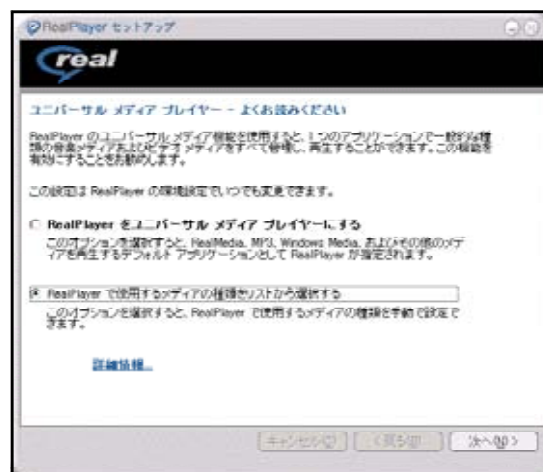 RealPlayer セットアップ
real
ユニバーサル メディア プレイヤー - よくお読みください
RealPlayer のユニバーサル メディア機能を使用すると、1 つのアプリケーションで一般的な種
類の音楽メディアおよびビデオ メディアをすべて管理し、再生することができます。この機能を
有効にすることをお勧めします。
この設定は RealPlayer の環境設定でいつでも変更できます。
RealPlayer をユニバーサル メディア プレイヤーにする
このオプションを選択すると、RealMedia、MP3、Windows Media、およびその他のメデ
ィアを再生するデフォルト アプリケーションとして RealPlayer が指定されます。
RealPlayer で使用するメディアの種類をリストから選択する
このオプションを選択すると、RealPlayer で使用するメディアの種類を手動で設定で
きます。
詳細情報...
キャンセル(C) < 戻る(B) 次へ(N) >